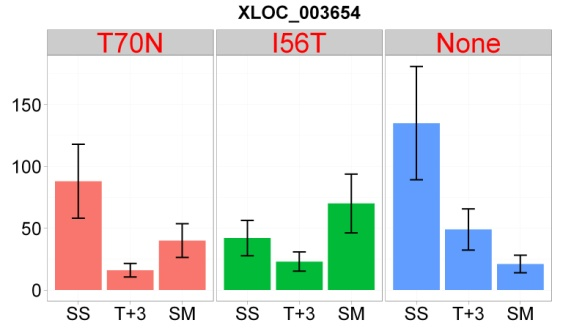 XLOC_003654
T70N I56T None
150
100
50
0
SS T+3 SM SS T+3 SM SS T+3 SM